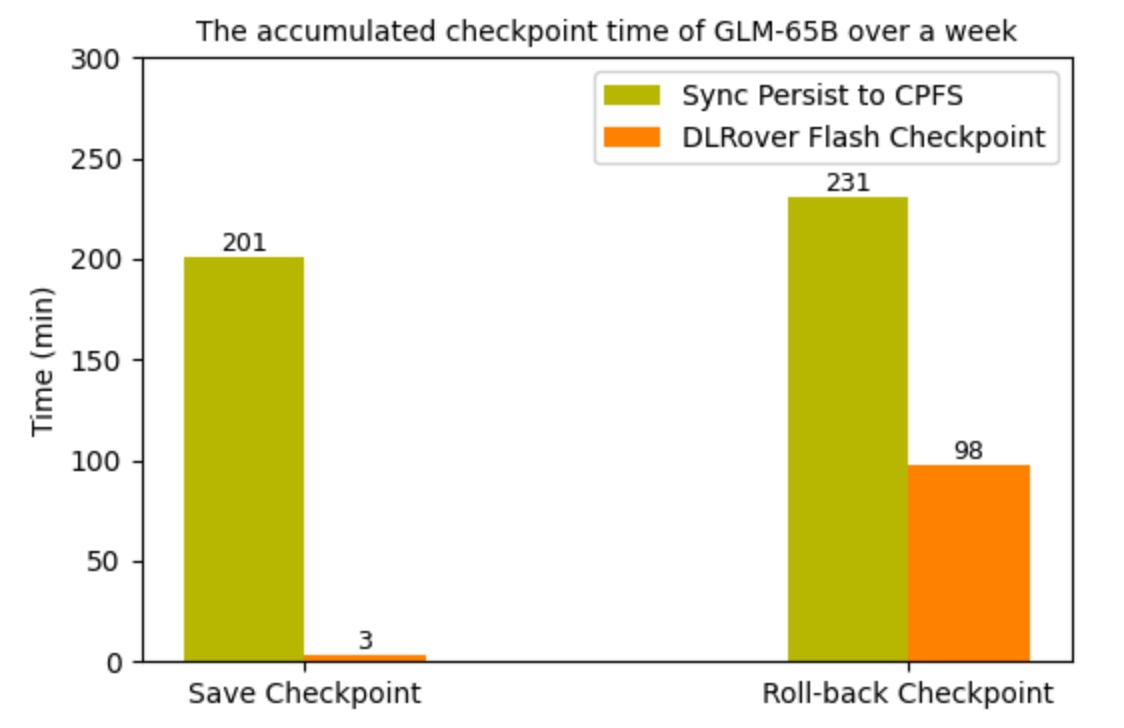 The accumulated checkpoint time of GLM-65B over a week
300
250
200
150
100
50
0
Time (min)
Sync Persist to CPFS
DLRover Flash Checkpoint
201
3
231
98
Save Checkpoint
Roll-back Checkpoint